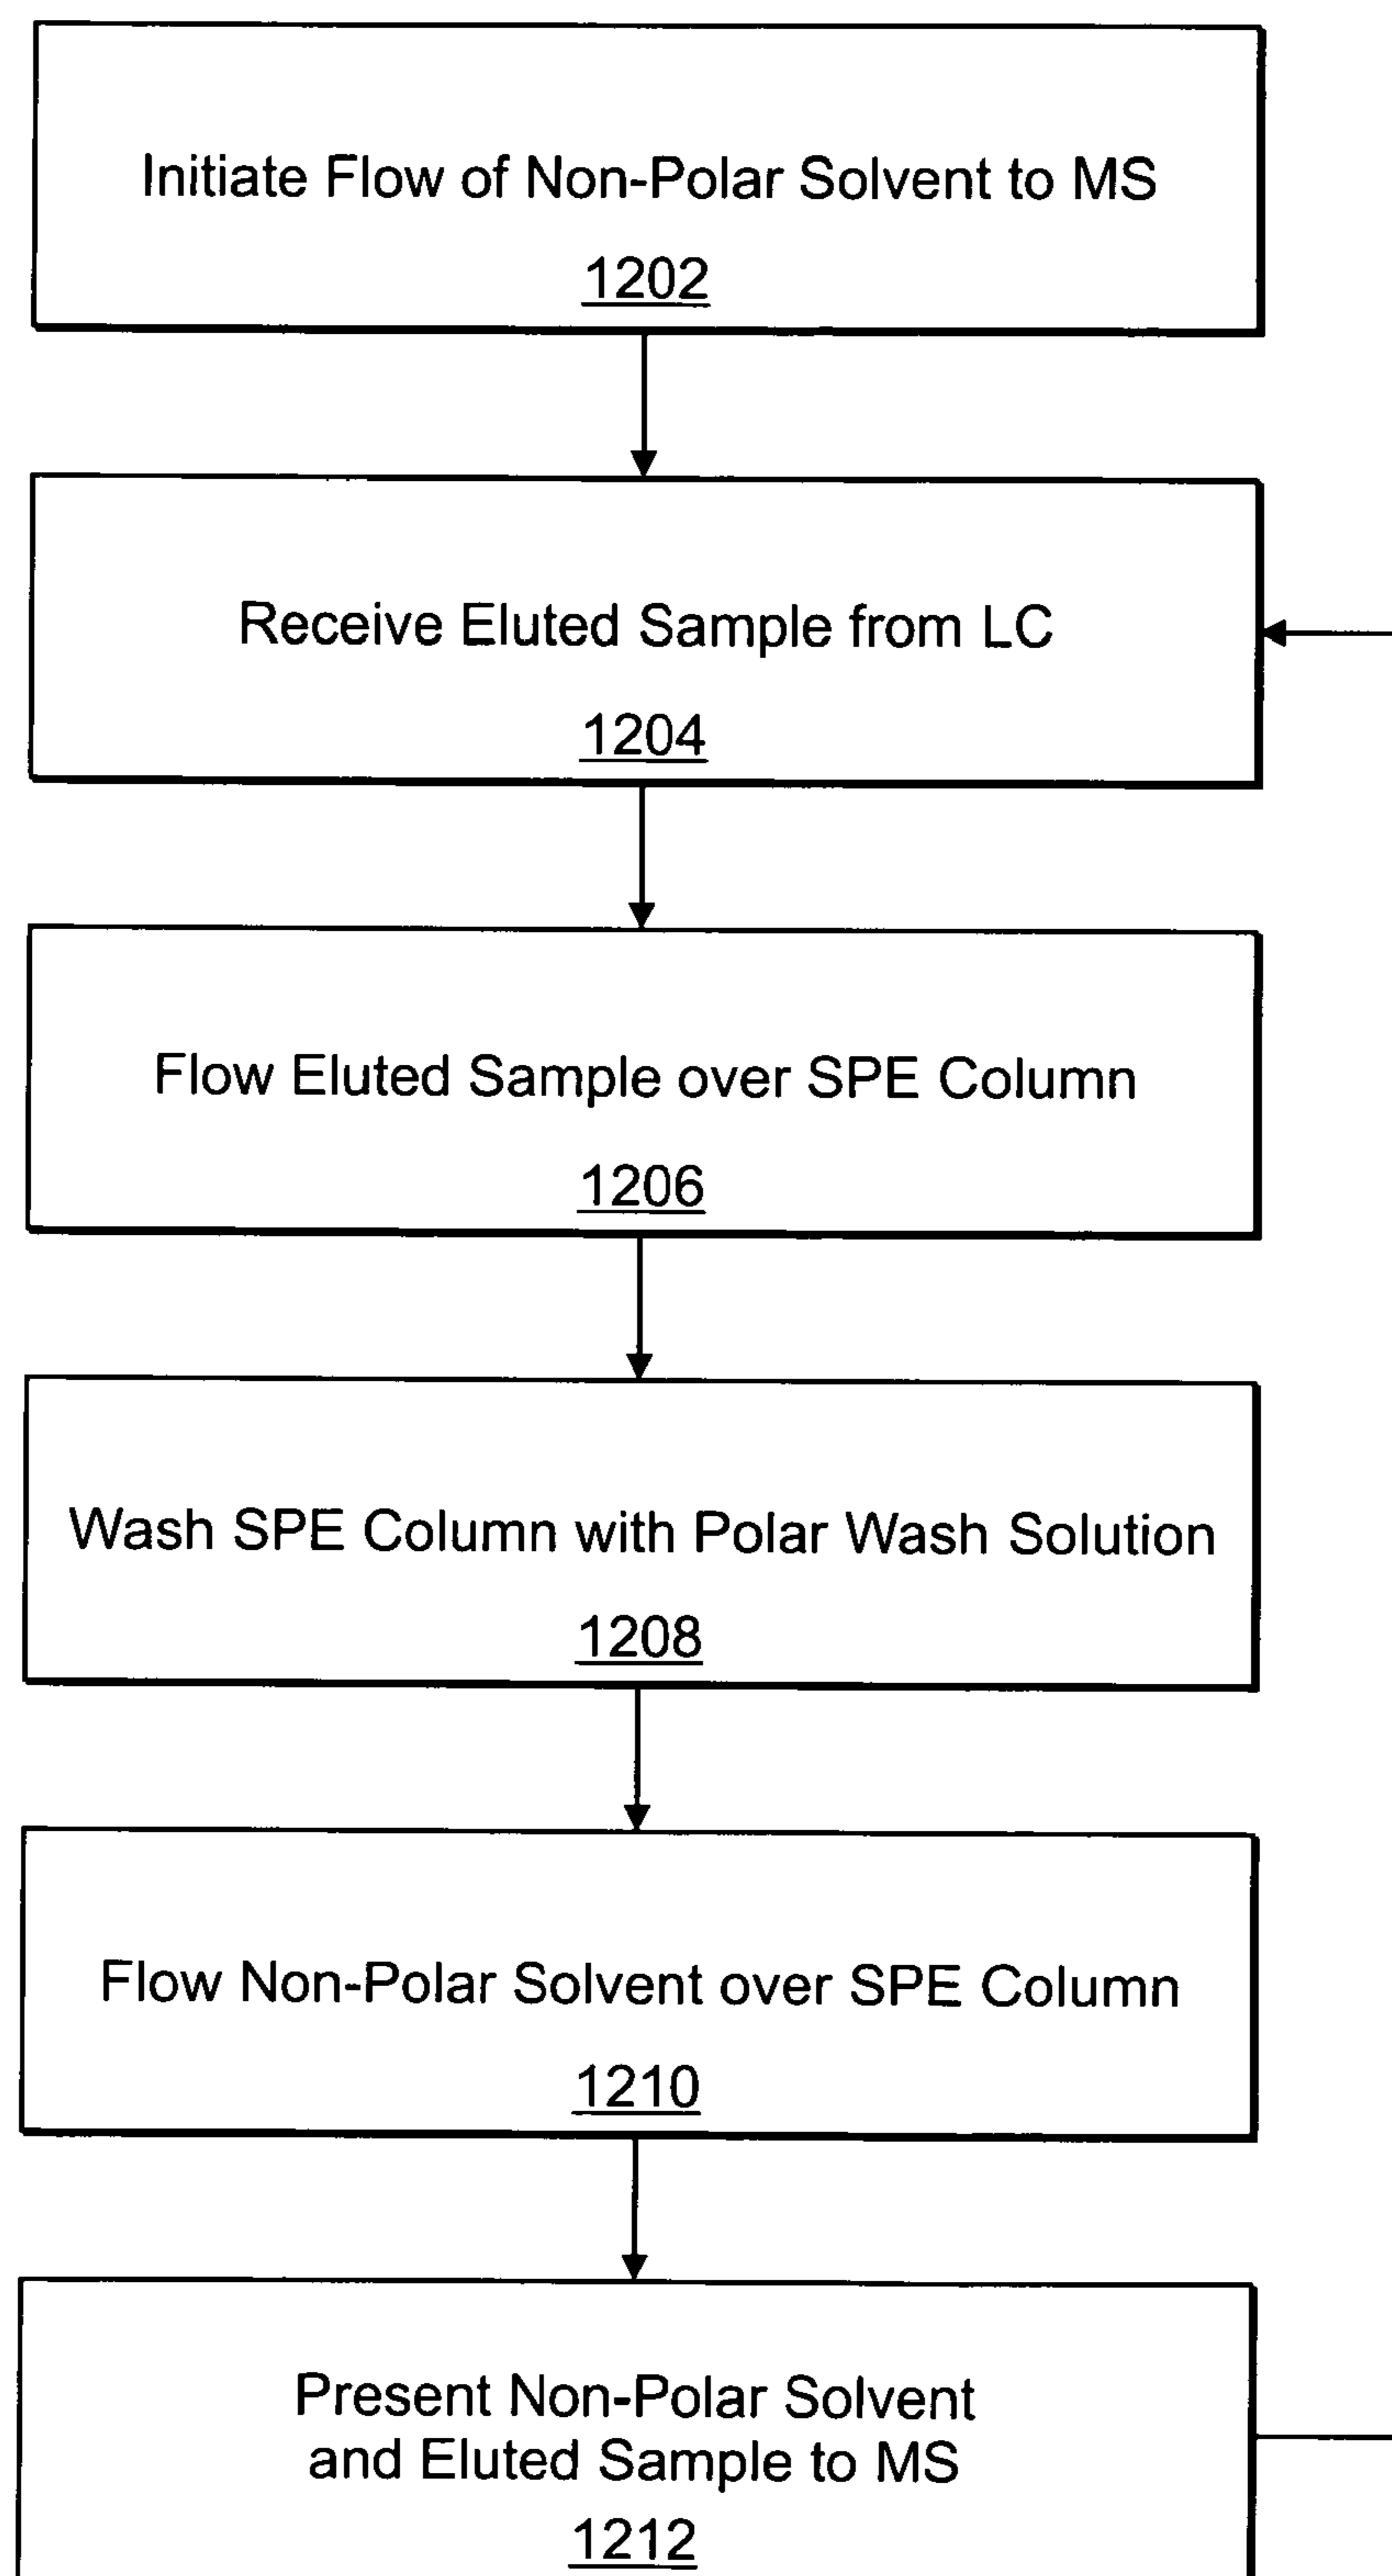 Initiate Flow of Non-Polar Solvent to MS
1202
Receive Eluted Sample from LC
1204
Flow Eluted Sample over SPE Column
1206
Wash SPE Column with Polar Wash Solution
1208
Flow Non-Polar Solvent over SPE Column
1210
Present Non-Polar Solvent
and Eluted Sample to MS
1212